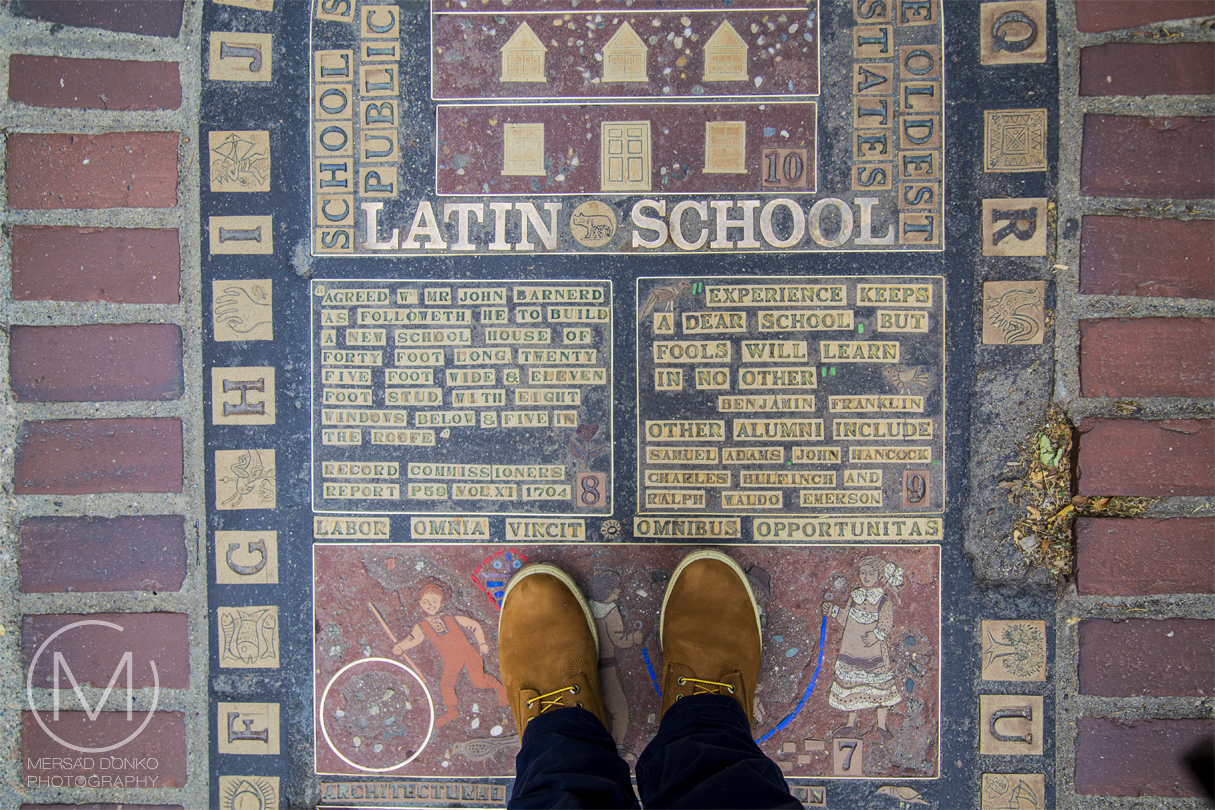 SCHOOLS
PUBLIC S
ESTATES
E OLDEST
10
LATIN SCHOOL
"AGREED Wᵗʰ MR JOHN BARNERD
AS FOLLOWETH HE TO BUILD
A NEW SCHOOL HOUSE OF
FORTY FOOT LONG TWENTY
FIVE FOOT WIDE & ELEVEN
FOOT STUD WITH EIGHT
WINDOWS BELOW & FIVE IN
THE ROOFE"
RECORD COMMISSIONERS
REPORT P59 VOL.XI 1704
8
"EXPERIENCE KEEPS
A DEAR SCHOOL, BUT
FOOLS WILL LEARN
IN NO OTHER"
BENJAMIN FRANKLIN
OTHER ALUMNI INCLUDE
SAMUEL ADAMS JOHN HANCOCK
CHARLES BULFINCH AND
RALPH WALDO EMERSON
9
LABOR OMNIA VINCIT OMNIBUS OPPORTUNITAS
7
J
I
H
G
F
Q
R
U
M
MERSAD DONKO
PHOTOGRAPHY